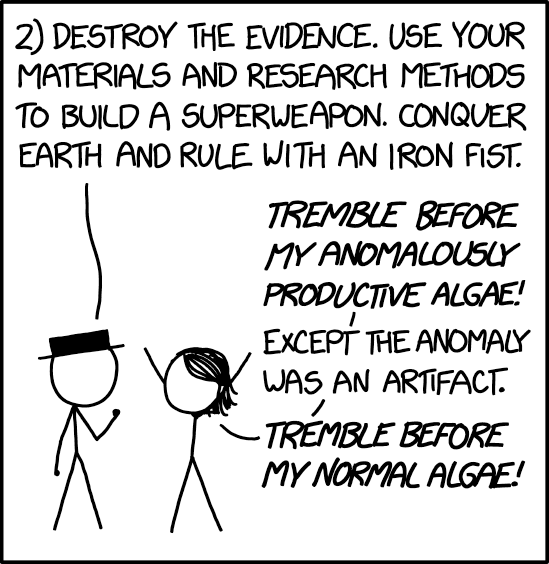 2) DESTROY THE EVIDENCE. USE YOUR
MATERIALS AND RESEARCH METHODS
TO BUILD A SUPERWEAPON. CONQUER
EARTH AND RULE WITH AN IRON FIST.
TREMBLE BEFORE
MY ANOMALOUSLY
PRODUCTIVE ALGAE!
EXCEPT THE ANOMALY
WAS AN ARTIFACT.
TREMBLE BEFORE
MY NORMAL ALGAE!